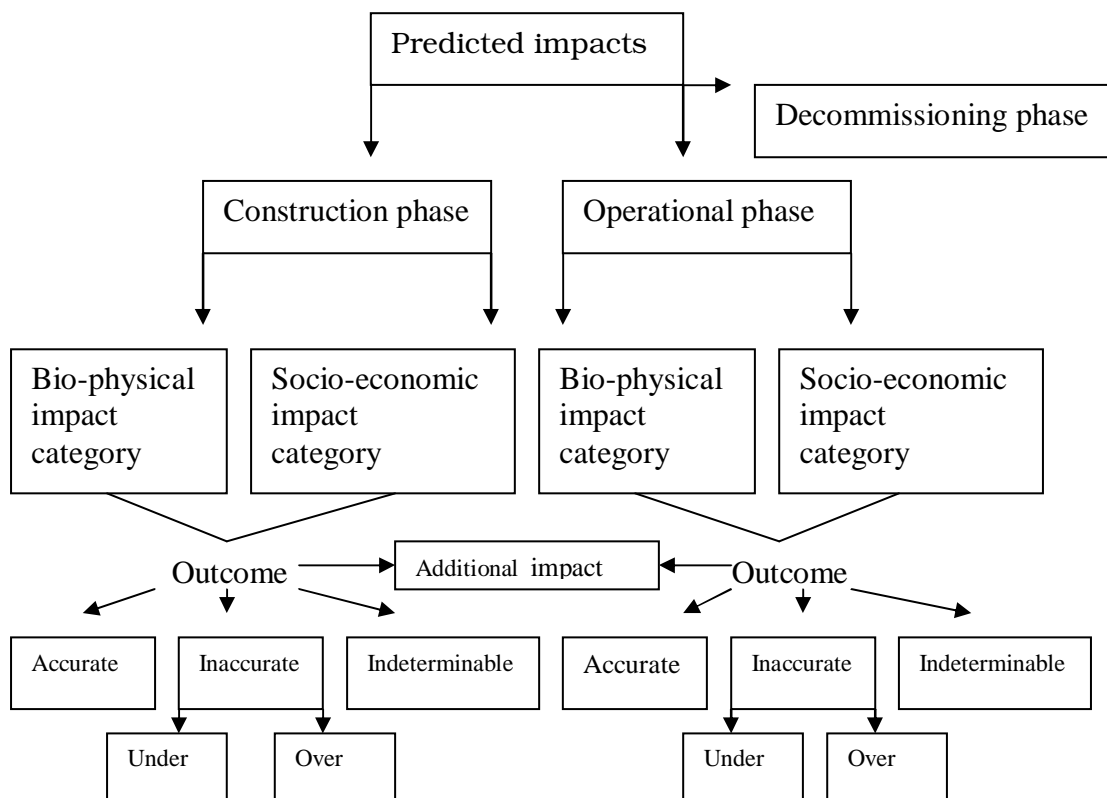 Predicted impacts
Decommissioning phase
Construction phase
Operational phase
Bio-physical
impact
category
Socio-economic
impact
category
Bio-physical
impact
category
Socio-economic
impact
category
Outcome
Additional impact
Outcome
Accurate
Inaccurate
Indeterminable
Accurate
Inaccurate
Indeterminable
Under
Over
Under
Over